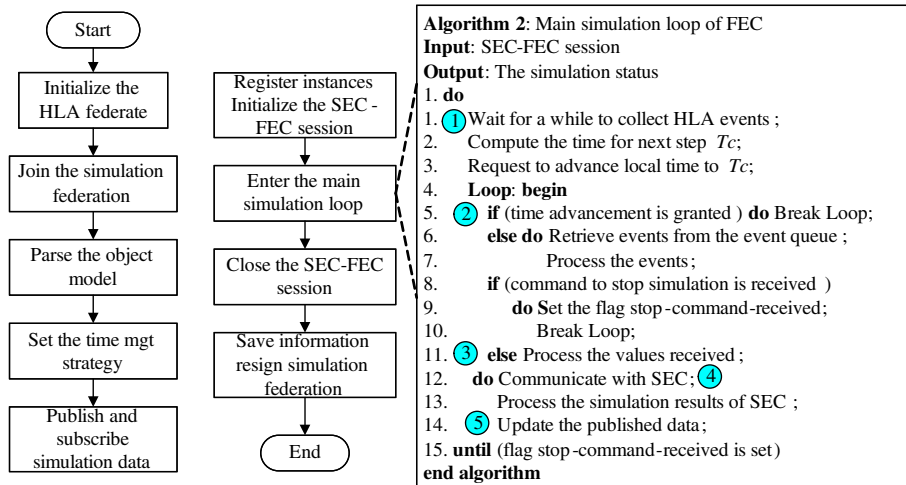 Start
Initialize the
HLA federate
Join the simulation
federation
Parse the object
model
Set the time mgt
strategy
Publish and
subscribe
simulation data
Register instances
Initialize the SEC -
FEC session
Enter the main
simulation loop
Close the SEC-FEC
session
Save information
resign simulation
federation
End
Algorithm 2: Main simulation loop of FEC
Input: SEC-FEC session
Output: The simulation status
1. do
1. 1 Wait for a while to collect HLA events ;
2. Compute the time for next step Tc;
3. Request to advance local time to Tc;
4. Loop: begin
5. 2 if (time advancement is granted ) do Break Loop;
6. else do Retrieve events from the event queue ;
7. Process the events ;
8. if (command to stop simulation is received )
9. do Set the flag stop-command-received;
10. Break Loop;
11. 3 else Process the values received ;
12. do Communicate with SEC; 4
13. Process the simulation results of SEC ;
14. 5 Update the published data;
15. until (flag stop-command-received is set)
end algorithm